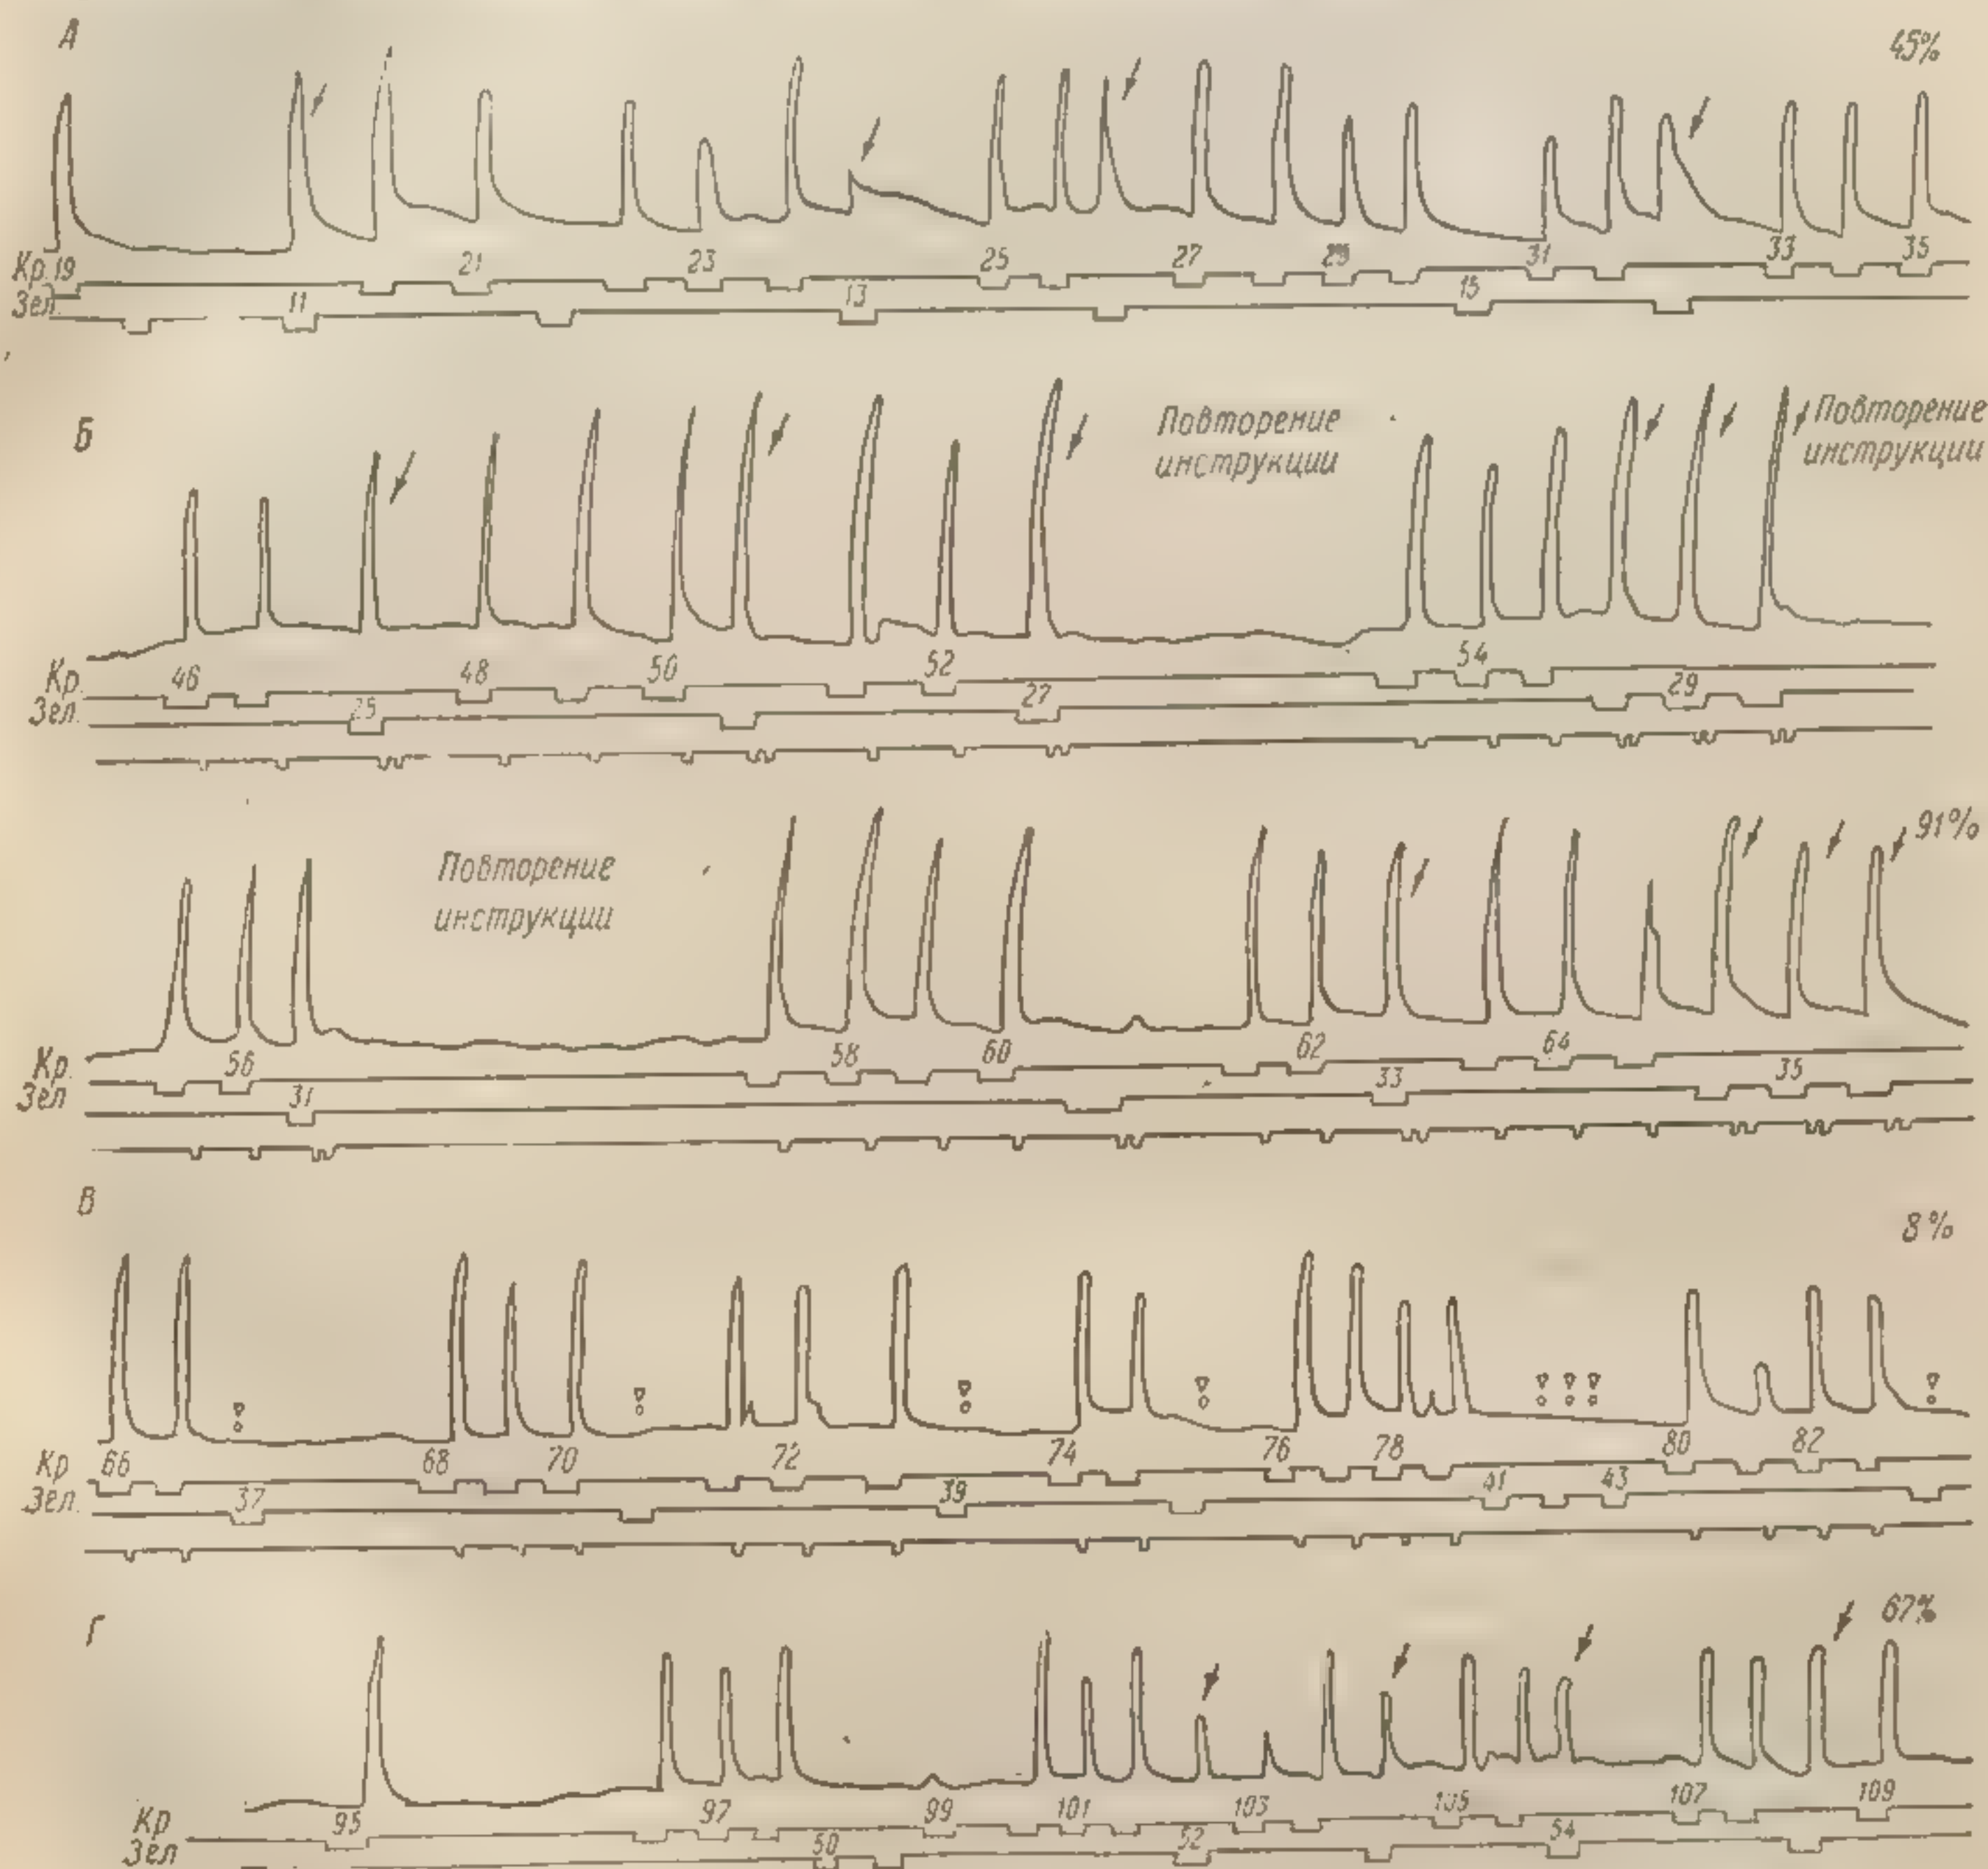 А
45%
Кр. 19 21 23 25 27 29 31 33 35
Зел. 11 13 15
Б
Повторение
инструкции
Повторение
инструкции
Кр. 46 48 50 52 54
Зел. 25 27 29
91%
Повторение
инструкции
Кр. 56 58 60 62 64
Зел 31 33 35
В
8%
Кр 66 68 70 72 74 76 78 80 82
Зел. 37 39 41 43
Г
67%
Кр 95 97 99 101 103 105 107 109
Зел 50 52 54